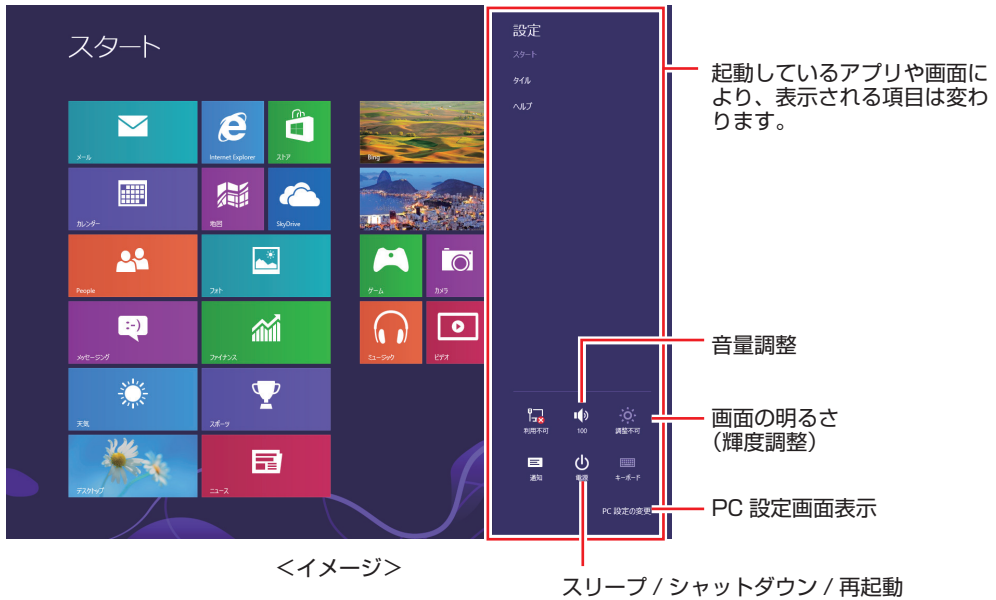 スタート
メール
Internet Explorer
ストア
Bing
カレンダー
地図
SkyDrive
People
フォト
ゲーム
カメラ
メッセージング
ファイナンス
ミュージック
ビデオ
天気
スポーツ
デスクトップ
ニュース
設定
スタート
タイル
ヘルプ
利用不可
100
調整不可
通知
電源
キーボード
PC 設定の変更
起動しているアプリや画面に
より、表示される項目は変わ
ります。
音量調整
画面の明るさ
(輝度調整)
PC 設定画面表示
スリープ / シャットダウン / 再起動
<イメージ>